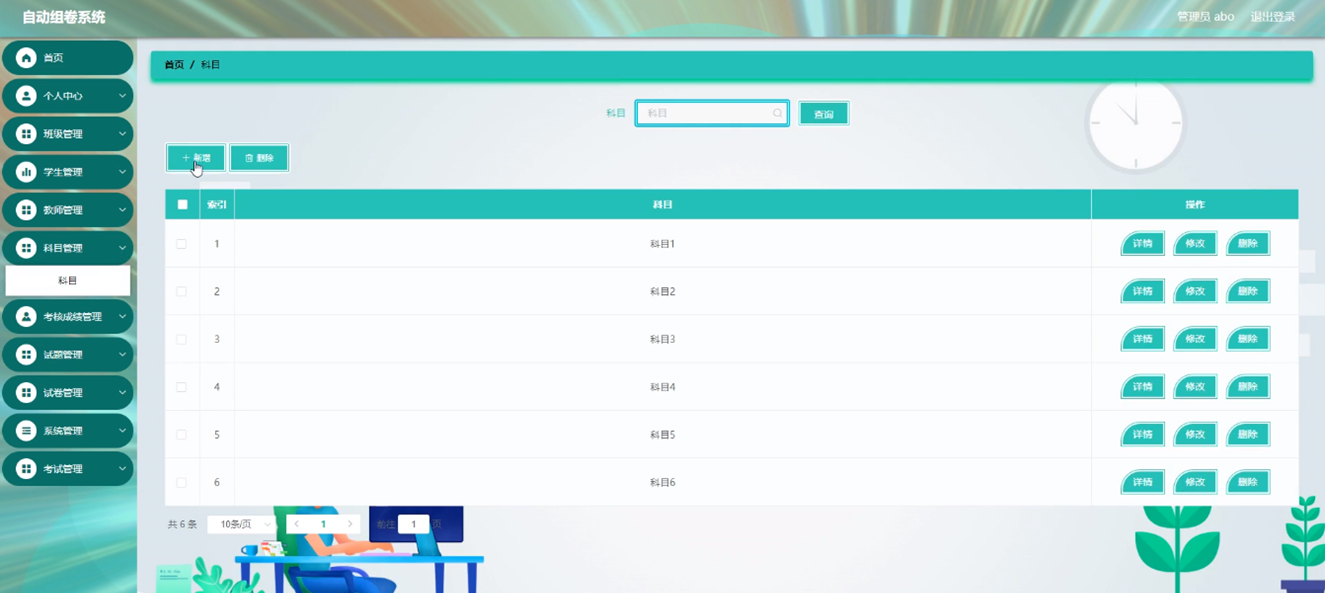 自动组卷系统
管理员 abo 退出登录
首页
个人中心
班级管理
学生管理
教师管理
科目管理
科目
考核成绩管理
试题管理
试卷管理
系统管理
考试管理
首页 / 科目
科目 科目 查询
新增 删除
索引 科目 操作
1 科目1 详情 修改 删除
2 科目2 详情 修改 删除
3 科目3 详情 修改 删除
4 科目4 详情 修改 删除
5 科目5 详情 修改 删除
6 科目6 详情 修改 删除
共 6 条 10条/页 1 前往 1 页